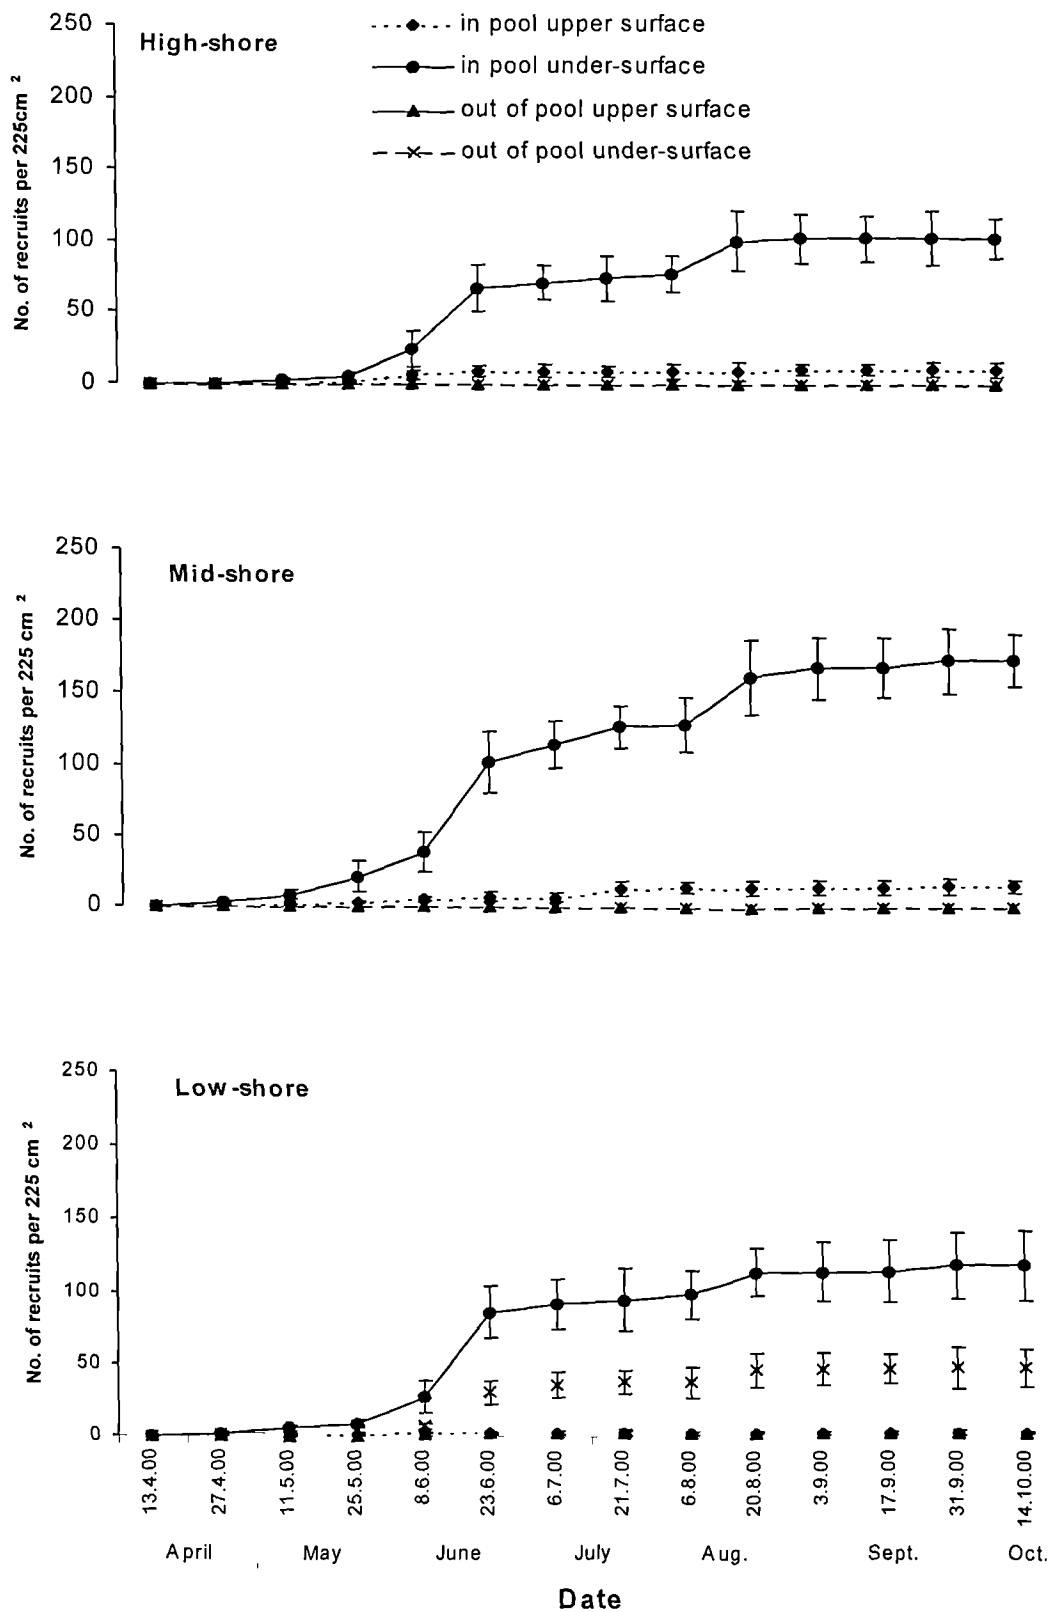 High-shore
in pool upper surface
in pool under-surface
out of pool upper surface
out of pool under-surface
No. of recruits per 225cm ²
250
200
150
100
50
0
Mid-shore
No. of recruits per 225 cm ²
250
200
150
100
50
0
Low-shore
No. of recruits per 225 cm ²
250
200
150
100
50
0
13.4.00
27.4.00
11.5.00
25.5.00
8.6.00
23.6.00
6.7.00
21.7.00
6.8.00
20.8.00
3.9.00
17.9.00
31.9.00
14.10.00
April May June July Aug. Sept. Oct.
Date